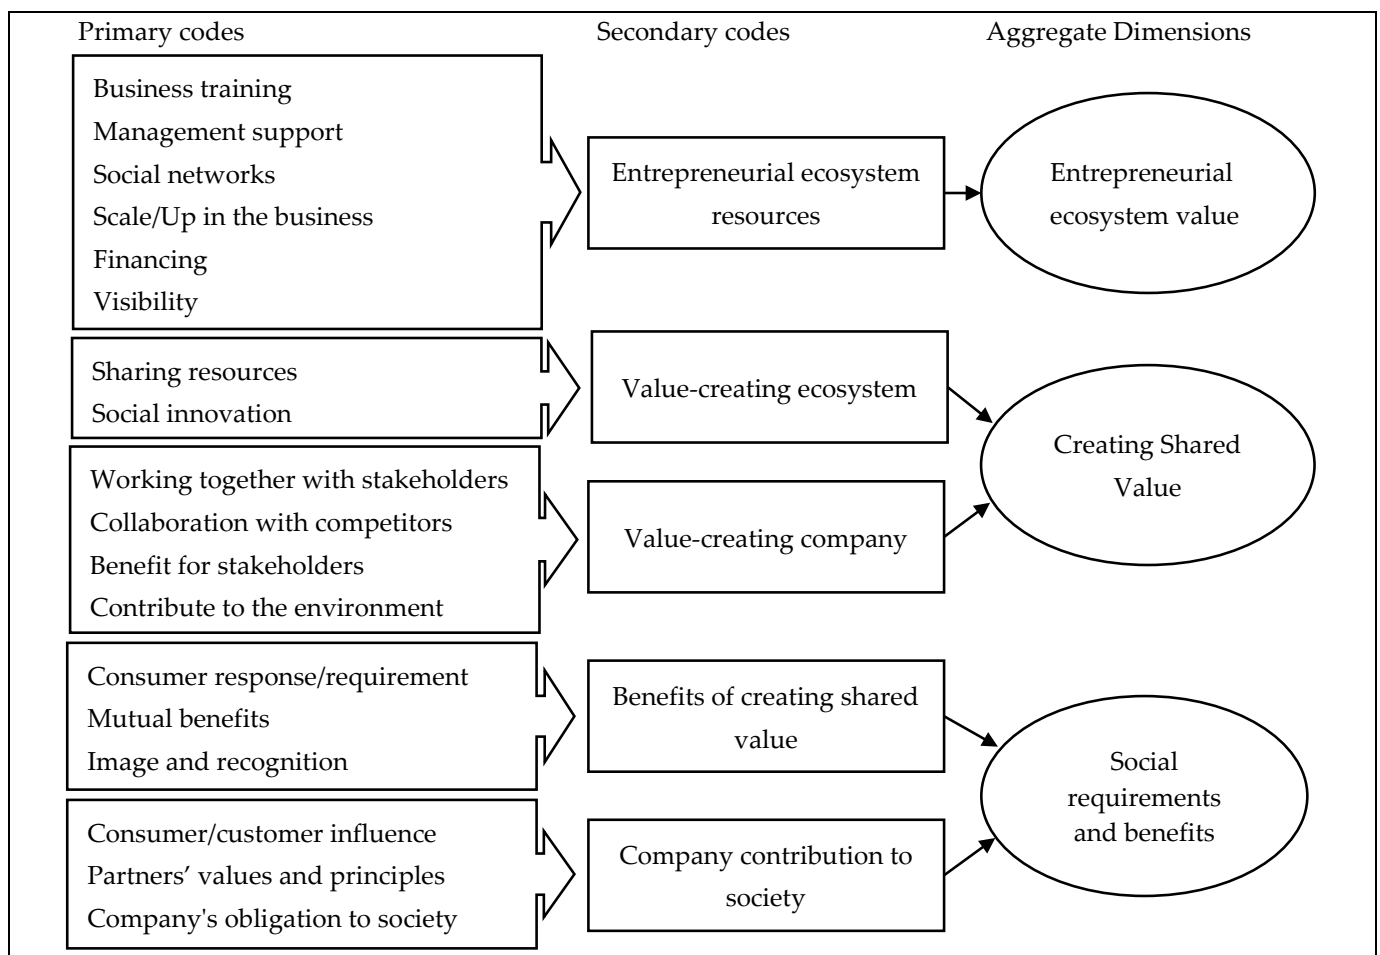 Primary codes
Secondary codes
Aggregate Dimensions
Business training
Management support
Social networks
Scale/Up in the business
Financing
Visibility
Entrepreneurial ecosystem
resources
Entrepreneurial
ecosystem value
Sharing resources
Social innovation
Value-creating ecosystem
Working together with stakeholders
Collaboration with competitors
Benefit for stakeholders
Contribute to the environment
Value-creating company
Creating Shared
Value
Consumer response/requirement
Mutual benefits
Image and recognition
Benefits of creating shared
value
Consumer/customer influence
Partners’ values and principles
Company's obligation to society
Company contribution to
society
Social
requirements
and benefits